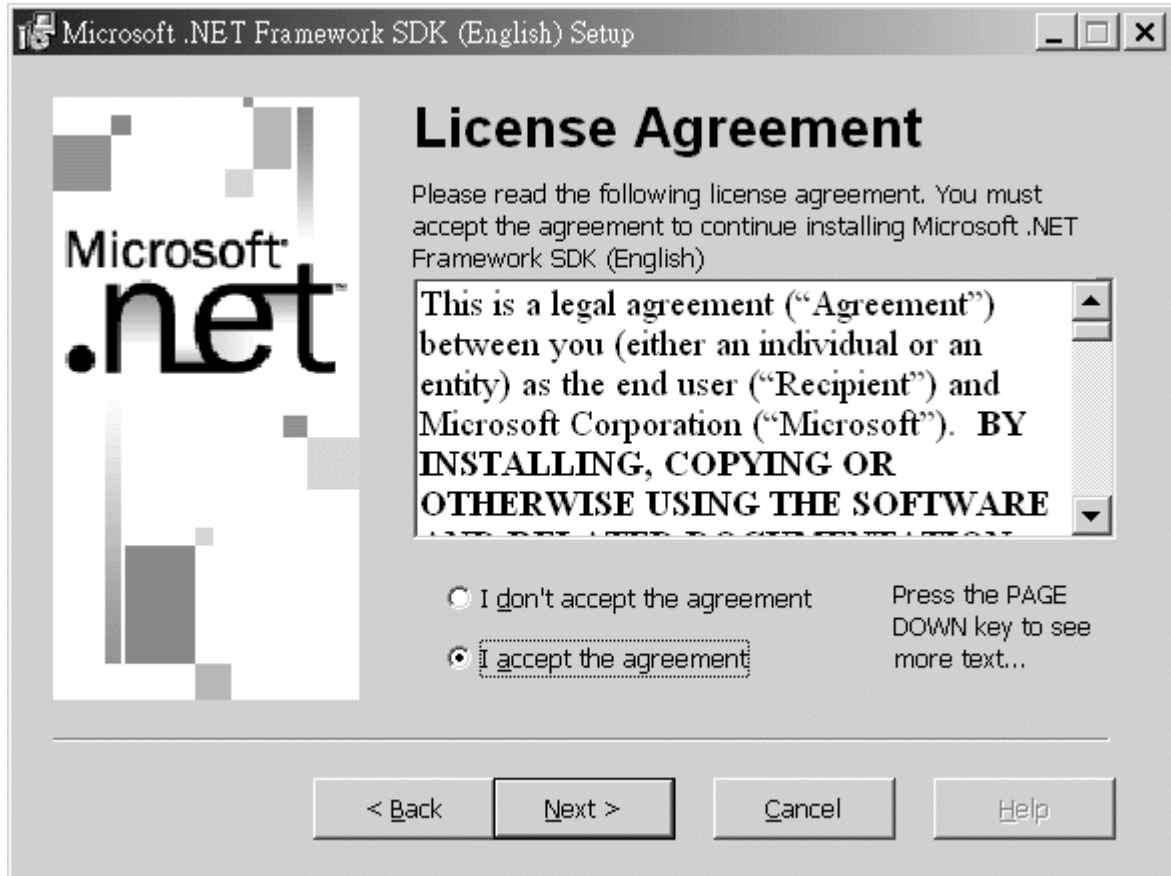 Microsoft .NET Framework SDK (English) Setup
License Agreement
Please read the following license agreement. You must
accept the agreement to continue installing Microsoft .NET
Framework SDK (English)
Microsoft
.net™
This is a legal agreement (“Agreement”)
between you (either an individual or an
entity) as the end user (“Recipient”) and
Microsoft Corporation (“Microsoft”).  BY
INSTALLING, COPYING OR
OTHERWISE USING THE SOFTWARE
AND RELATED DOCUMENTATION
I don't accept the agreement
I accept the agreement
Press the PAGE
DOWN key to see
more text...
< Back
Next >
Cancel
Help